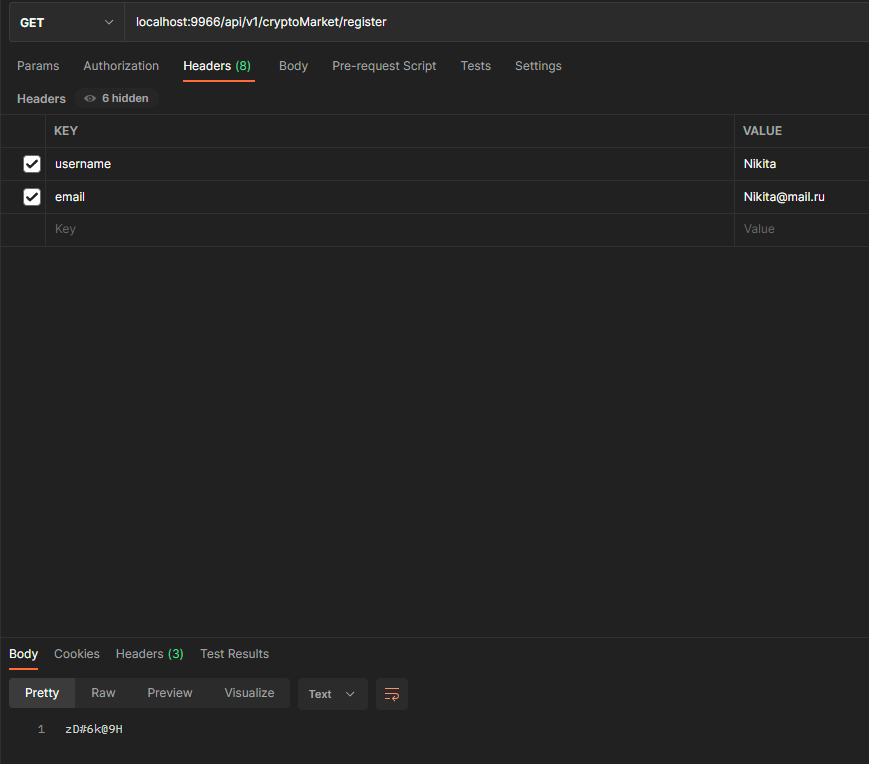 GET localhost:9966/api/v1/cryptoMarket/register
Params Authorization Headers (8) Body Pre-request Script Tests Settings
Headers 6 hidden
KEY VALUE
username Nikita
email Nikita@mail.ru
Key Value
Body Cookies Headers (3) Test Results
Pretty Raw Preview Visualize Text
1 zD#6k@9H